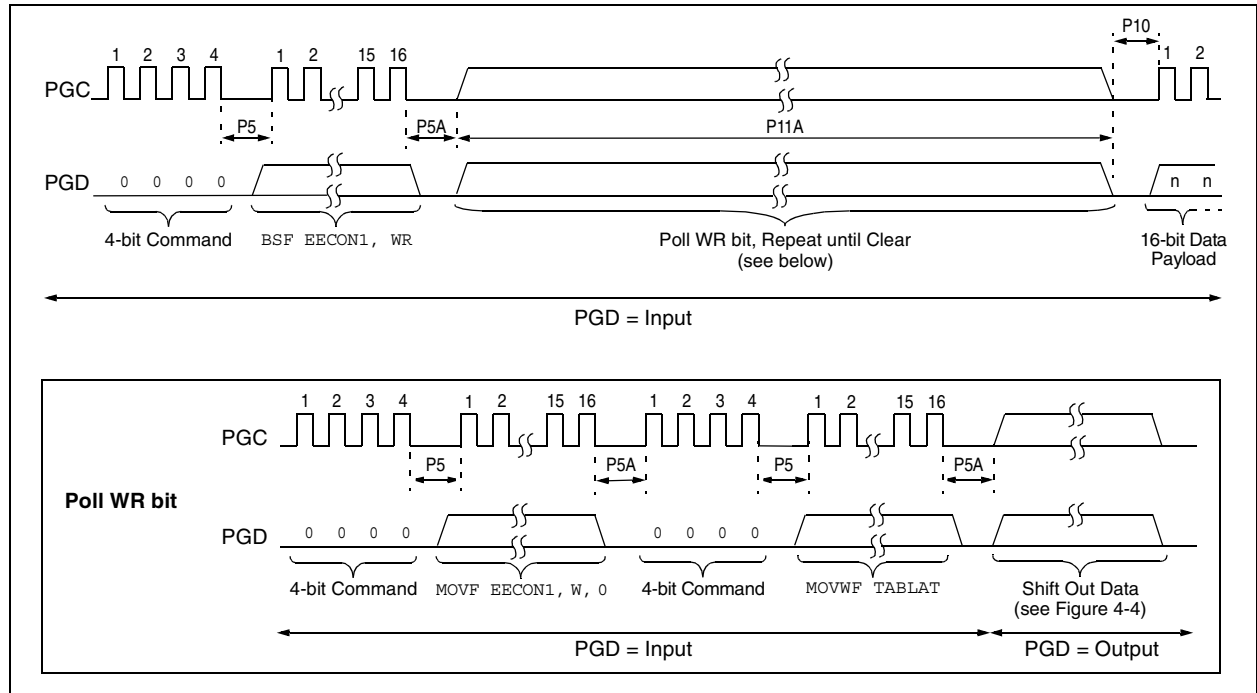 P10
1 2 3 4 1 2 15 16 1 2
PGC
P5 P5A P11A
PGD 0 0 0 0 n n
4-bit Command BSF EECON1, WR Poll WR bit, Repeat until Clear 16-bit Data
(see below) Payload
PGD = Input
1 2 3 4 1 2 15 16 1 2 3 4 1 2 15 16
PGC
P5 P5A P5 P5A
Poll WR bit
PGD 0 0 0 0 0 0 0 0
4-bit Command MOVF EECON1, W, 0 4-bit Command MOVWF TABLAT Shift Out Data
(see Figure 4-4)
PGD = Input PGD = Output